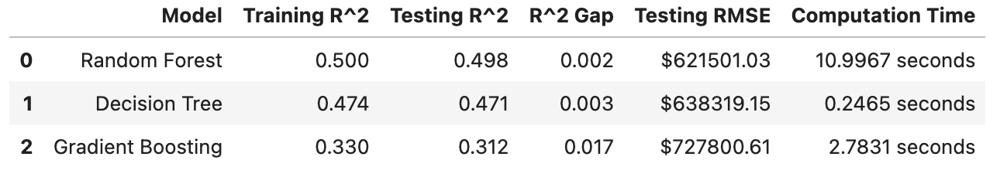 Model Training R^2 Testing R^2 R^2 Gap Testing RMSE Computation Time
0 Random Forest 0.500 0.498 0.002 $621501.03 10.9967 seconds
1 Decision Tree 0.474 0.471 0.003 $638319.15 0.2465 seconds
2 Gradient Boosting 0.330 0.312 0.017 $727800.61 2.7831 seconds